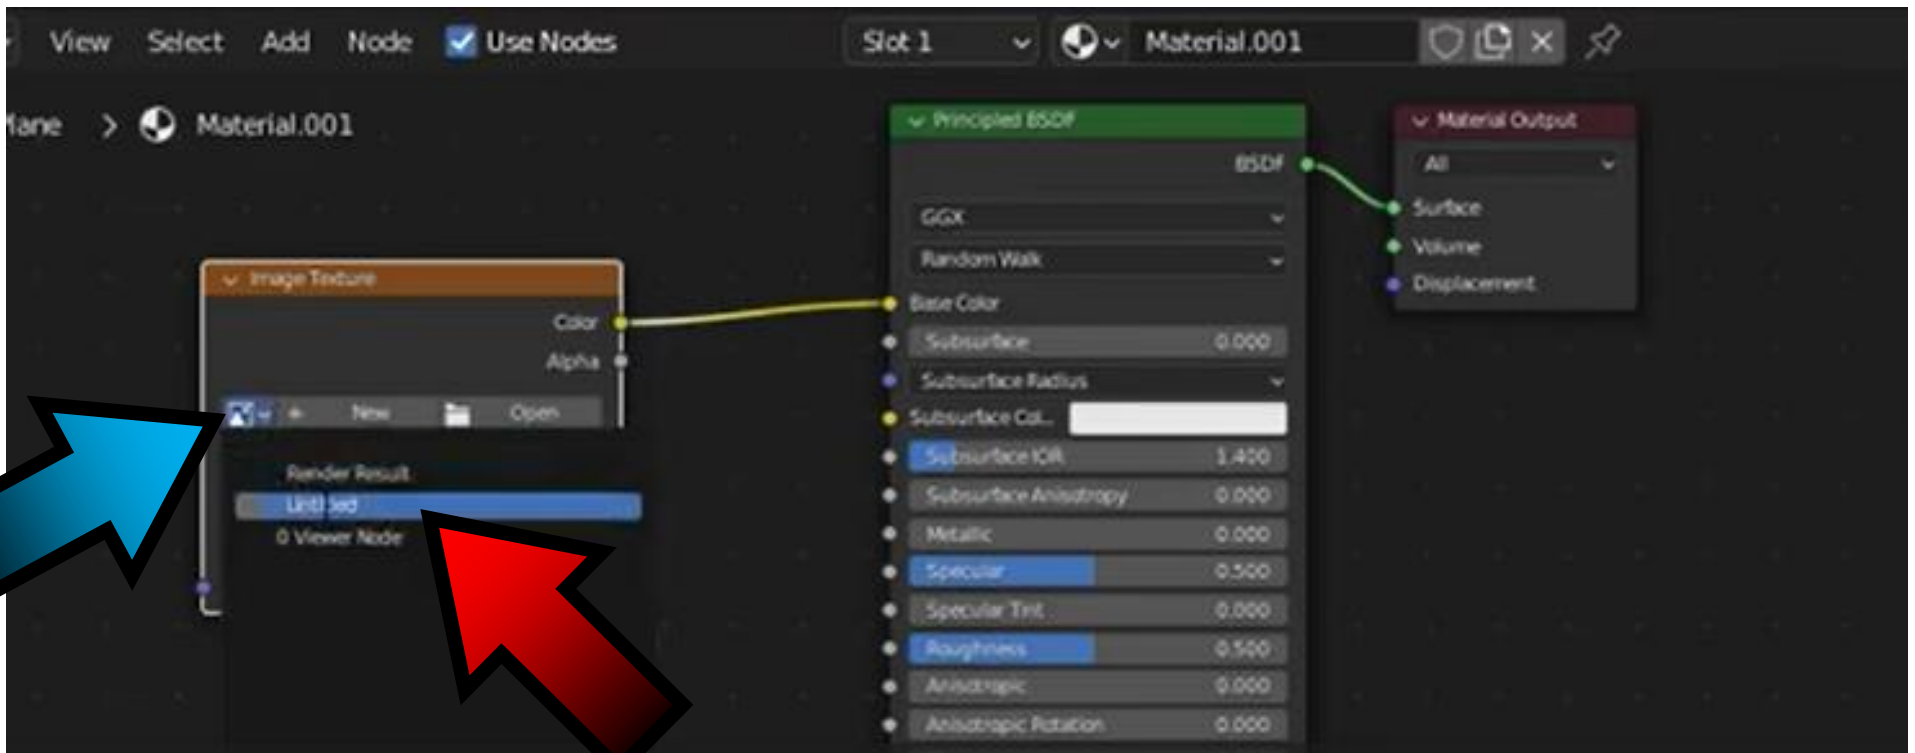 View Select Add Node Use Nodes Slot 1 Material.001
lane > Material.001
Principled BSDF
BSDF
GGX
Random Walk
Base Color
Subsurface 0.000
Subsurface Radius
Subsurface Col...
Subsurface IOR 1.400
Subsurface Anisotropy 0.000
Metallic 0.000
Specular 0.500
Specular Tint 0.000
Roughness 0.500
Anisotropic 0.000
Anisotropic Rotation 0.000
Material Output
All
Surface
Volume
Displacement
Image Texture
Color
Alpha
New Open
Render Result
Untitled
0 Viewer Node